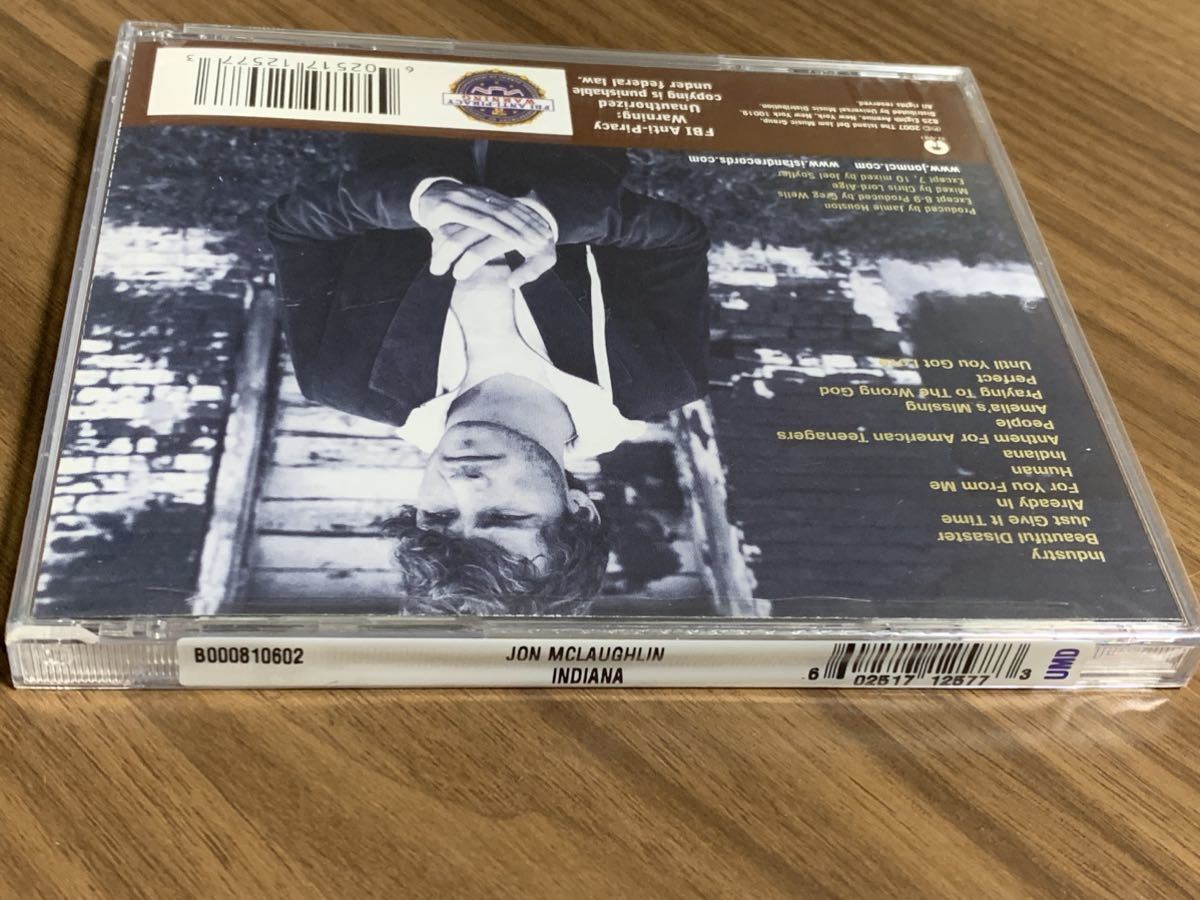 Industry
Beautiful Disaster
Just Give It Time
Already In
For You From Me
Human
Indiana
Anthem For American Teenagers
People
Amelia's Missing
Praying To The Wrong God
Perfect
Until You Got
Produced by Jamie Houston
Except 8-9 Produced by Greg Wells
Mixed by Chris Lord-Alge
Except 7, 10 mixed by Joel Soyffer
www.jonmcl.com www.islandrecords.com
℗© 2007 The Island Def Jam Music Group,
825 Eighth Avenue, New York, New York 10019.
Distributed by Universal Music Distribution.
All rights reserved.
FBI Anti-Piracy
Warning:
Unauthorized
copying is punishable
under federal law.
FBI ANTI-PIRACY
WARNING
6 02517 12577 3
B000810602
JON MCLAUGHLIN
INDIANA
6 02517 12577 3
UMD